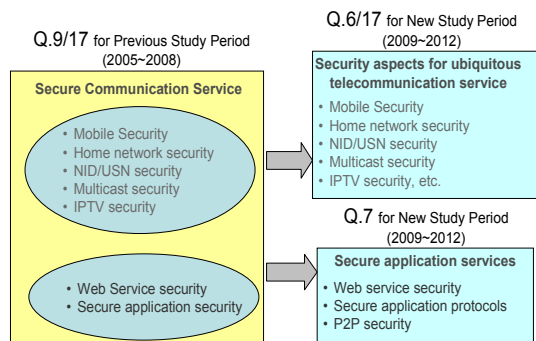 Q.9/17 for Previous Study Period
(2005~2008)
Secure Communication Service
• Mobile Security
• Home network security
• NID/USN security
• Multicast security
• IPTV security
• Web Service security
• Secure application security
Q.6/17 for New Study Period
(2009~2012)
Security aspects for ubiquitous
telecommunication service
• Mobile Security
• Home network security
• NID/USN security
• Multicast security
• IPTV security, etc.
Q.7 for New Study Period
(2009~2012)
Secure application services
• Web service security
• Secure application protocols
• P2P security